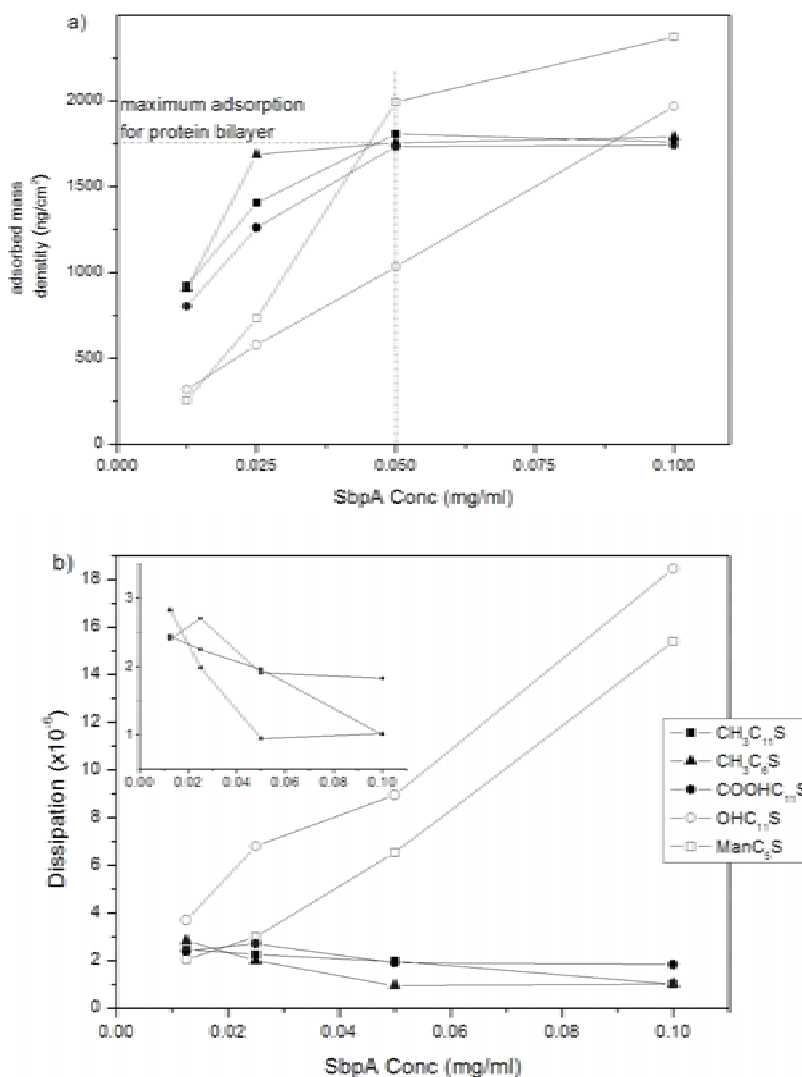 a)
2000
maximum adsorption
for protein bilayer
1500
1000
500
0
adsorbed mass
denstity (ng/cm²)
0.000
0.025
0.050
0.075
0.100
SbpA Conc (mg/ml)
b)
18
16
14
12
10
8
6
4
2
0
3
2
1
0.00
0.02
0.04
0.06
0.08
0.10
Dissipation (x10⁻⁶)
CH₃C₁₁S
CH₃C₆S
COOHC₁₁S
OHC₁₁S
ManC₅S
0.00
0.02
0.04
0.06
0.08
0.10
SbpA Conc (mg/ml)